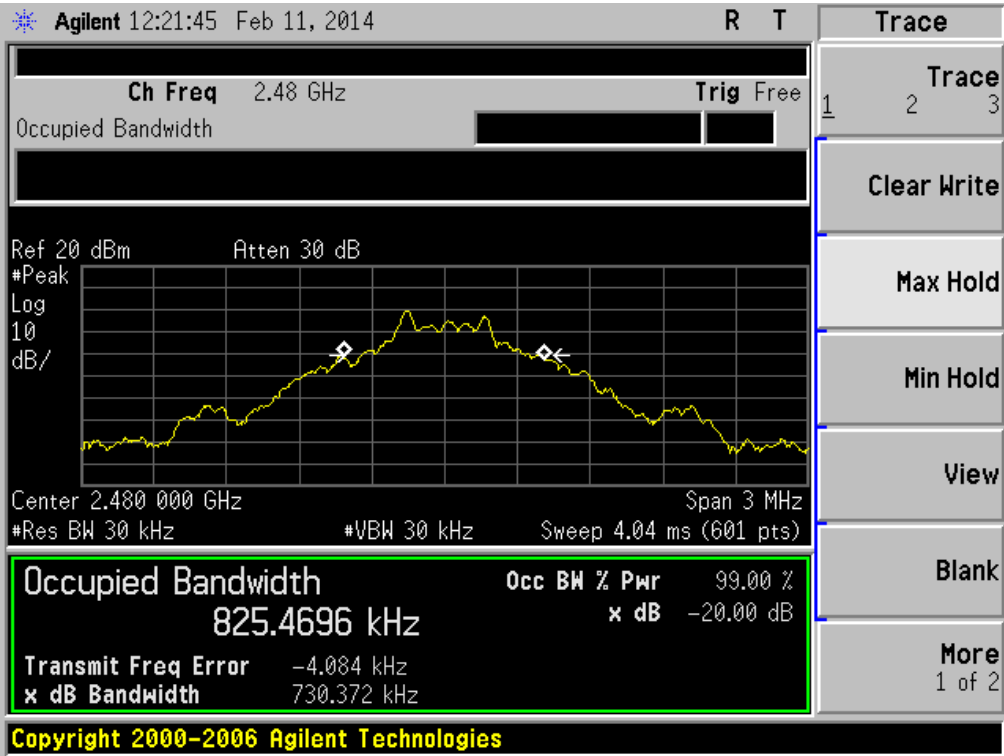 Agilent 12:21:45 Feb 11, 2014 R T Trace
Ch Freq 2.48 GHz Trig Free
Occupied Bandwidth
Trace
1 2 3
Clear Write
Max Hold
Min Hold
View
Blank
More
1 of 2
Ref 20 dBm Atten 30 dB
#Peak
Log
10
dB/
Center 2.480 000 GHz Span 3 MHz
#Res BW 30 kHz #VBW 30 kHz Sweep 4.04 ms (601 pts)
Occupied Bandwidth
825.4696 kHz
Occ BW % Pwr 99.00 %
x dB -20.00 dB
Transmit Freq Error -4.084 kHz
x dB Bandwidth 730.372 kHz
Copyright 2000-2006 Agilent Technologies